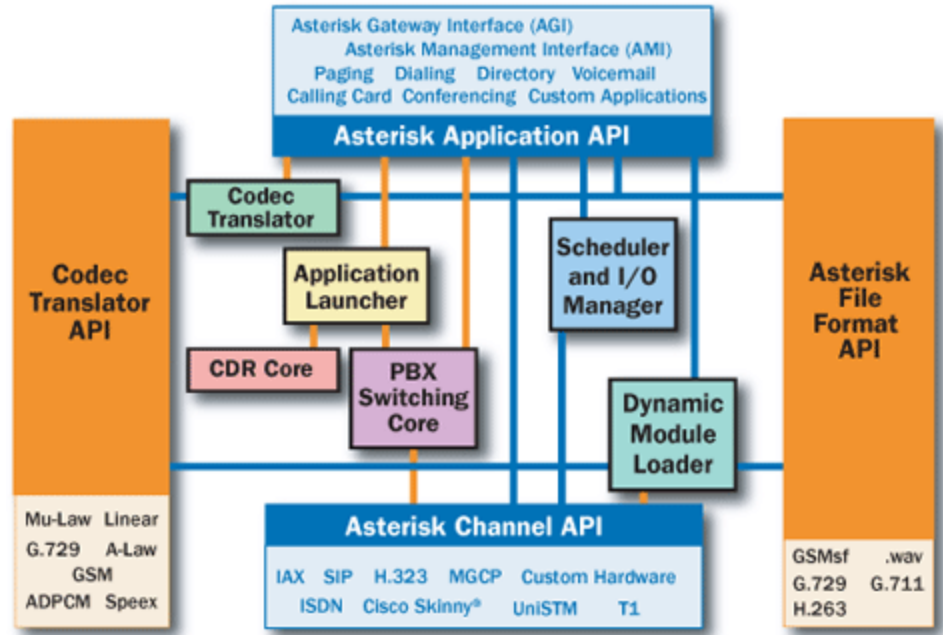 Asterisk Gateway Interface (AGI)
Asterisk Management Interface (AMI)
Paging Dialing Directory Voicemail
Calling Card Conferencing Custom Applications
Asterisk Application API
Codec
Translator
API
Mu-Law Linear
G.729 A-Law
GSM
ADPCM Speex
Codec
Translator
Application
Launcher
CDR Core
PBX
Switching
Core
Scheduler
and I/O
Manager
Dynamic
Module
Loader
Asterisk
File
Format
API
GSMsf .wav
G.729 G.711
H.263
Asterisk Channel API
IAX SIP H.323 MGCP Custom Hardware
ISDN Cisco Skinny® UniSTM T1